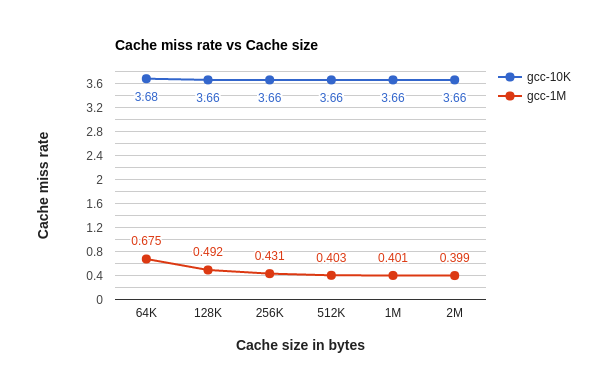 Cache miss rate vs Cache size
gcc-10K
gcc-1M
Cache miss rate
3.6
3.2
2.8
2.4
2
1.6
1.2
0.8
0.4
0
3.68 3.66 3.66 3.66 3.66 3.66
0.675 0.492 0.431 0.403 0.401 0.399
64K 128K 256K 512K 1M 2M
Cache size in bytes